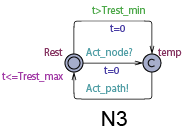 t>Trest_min
t=0
Rest
Act_node?
temp
C
t=0
t<=Trest_max
Act_path!
N3